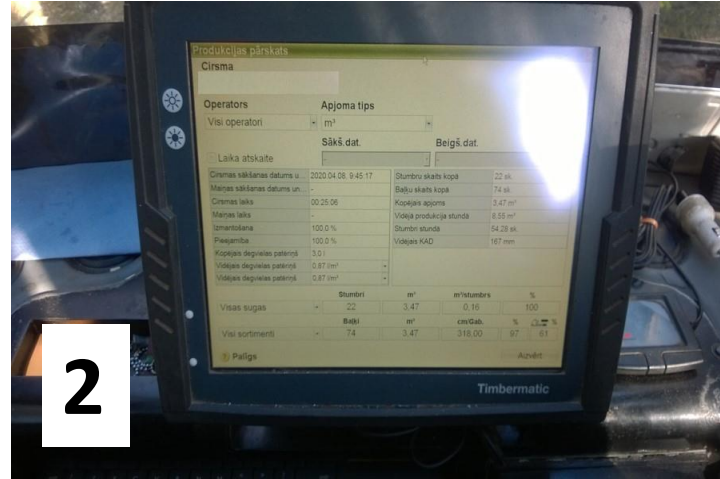 Produkcijas pārskats
Cirsma
Operators Apjoma tips
Visi operatori m³
Sākš.dat. Beigš.dat.
Laika atskaite - -
Cirsmas sākšanas datums u... 2020.04.08. 9:45:17 Stumbru skaits kopā 22 sk.
Maiņas sākšanas datums un... - Baļķu skaits kopā 74 sk.
Cirsmas laiks 00:25:06 Kopējais apjoms 3,47 m³
Maiņas laiks - Vidējā produkcija stundā 8,55 m³
Izmantošana 100,0 % Stumbri stundā 54,28 sk.
Pieejamība 100,0 % Vidējais KAD 167 mm
Kopējais degvielas patēriņš 3,0 l
Vidējais degvielas patēriņš 0,87 l/m³
Vidējais degvielas patēriņš 0,87 l/m³
Stumbri m³ m³/stumbrs %
Visas sugas 22 3,47 0,16 100
Baļķi m³ cm/Gab. % %
Visi sortimenti 74 3,47 318,00 97 61
Palīgs Aizvērt
Timbermatic
2